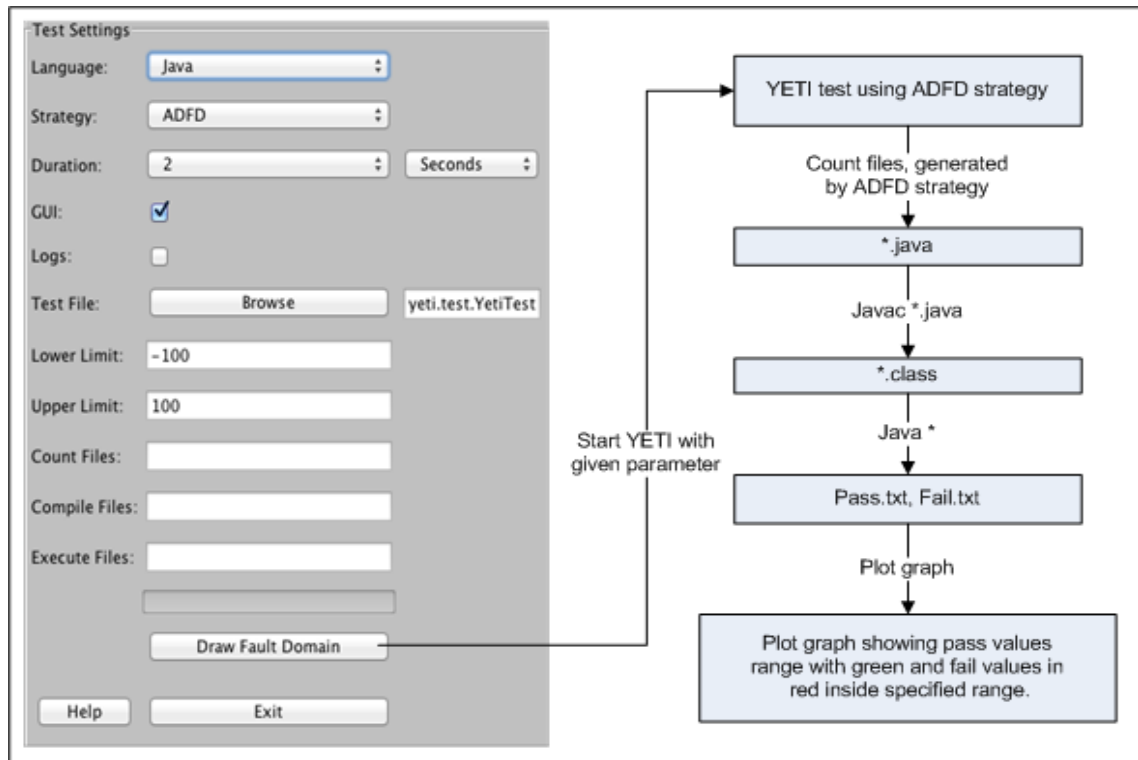 Test Settings
Language:
Java
Strategy:
ADFD
Duration:
2
Seconds
GUI:
Logs:
Test File:
Browse
yeti.test.YetiTest
Lower Limit:
-100
Upper Limit:
100
Count Files:
Compile Files:
Execute Files:
Draw Fault Domain
Help
Exit
Start YETI with
given parameter
YETI test using ADFD strategy
Count files, generated
by ADFD strategy
*.java
Javac *.java
*.class
Java *
Pass.txt, Fail.txt
Plot graph
Plot graph showing pass values
range with green and fail values in
red inside specified range.